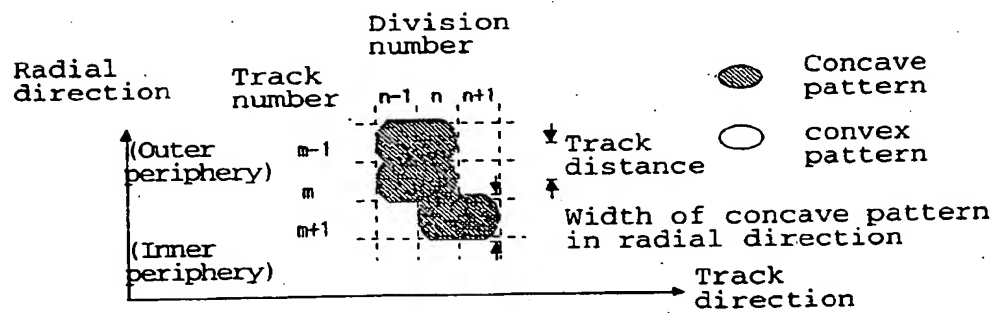 Division
number
Radial
direction
Track
number
n-1 n n+1
Concave
pattern
convex
pattern
(Outer
periphery)
m-1
m
m+1
Track
distance
Width of concave pattern
in radial direction
(Inner
periphery)
Track
direction